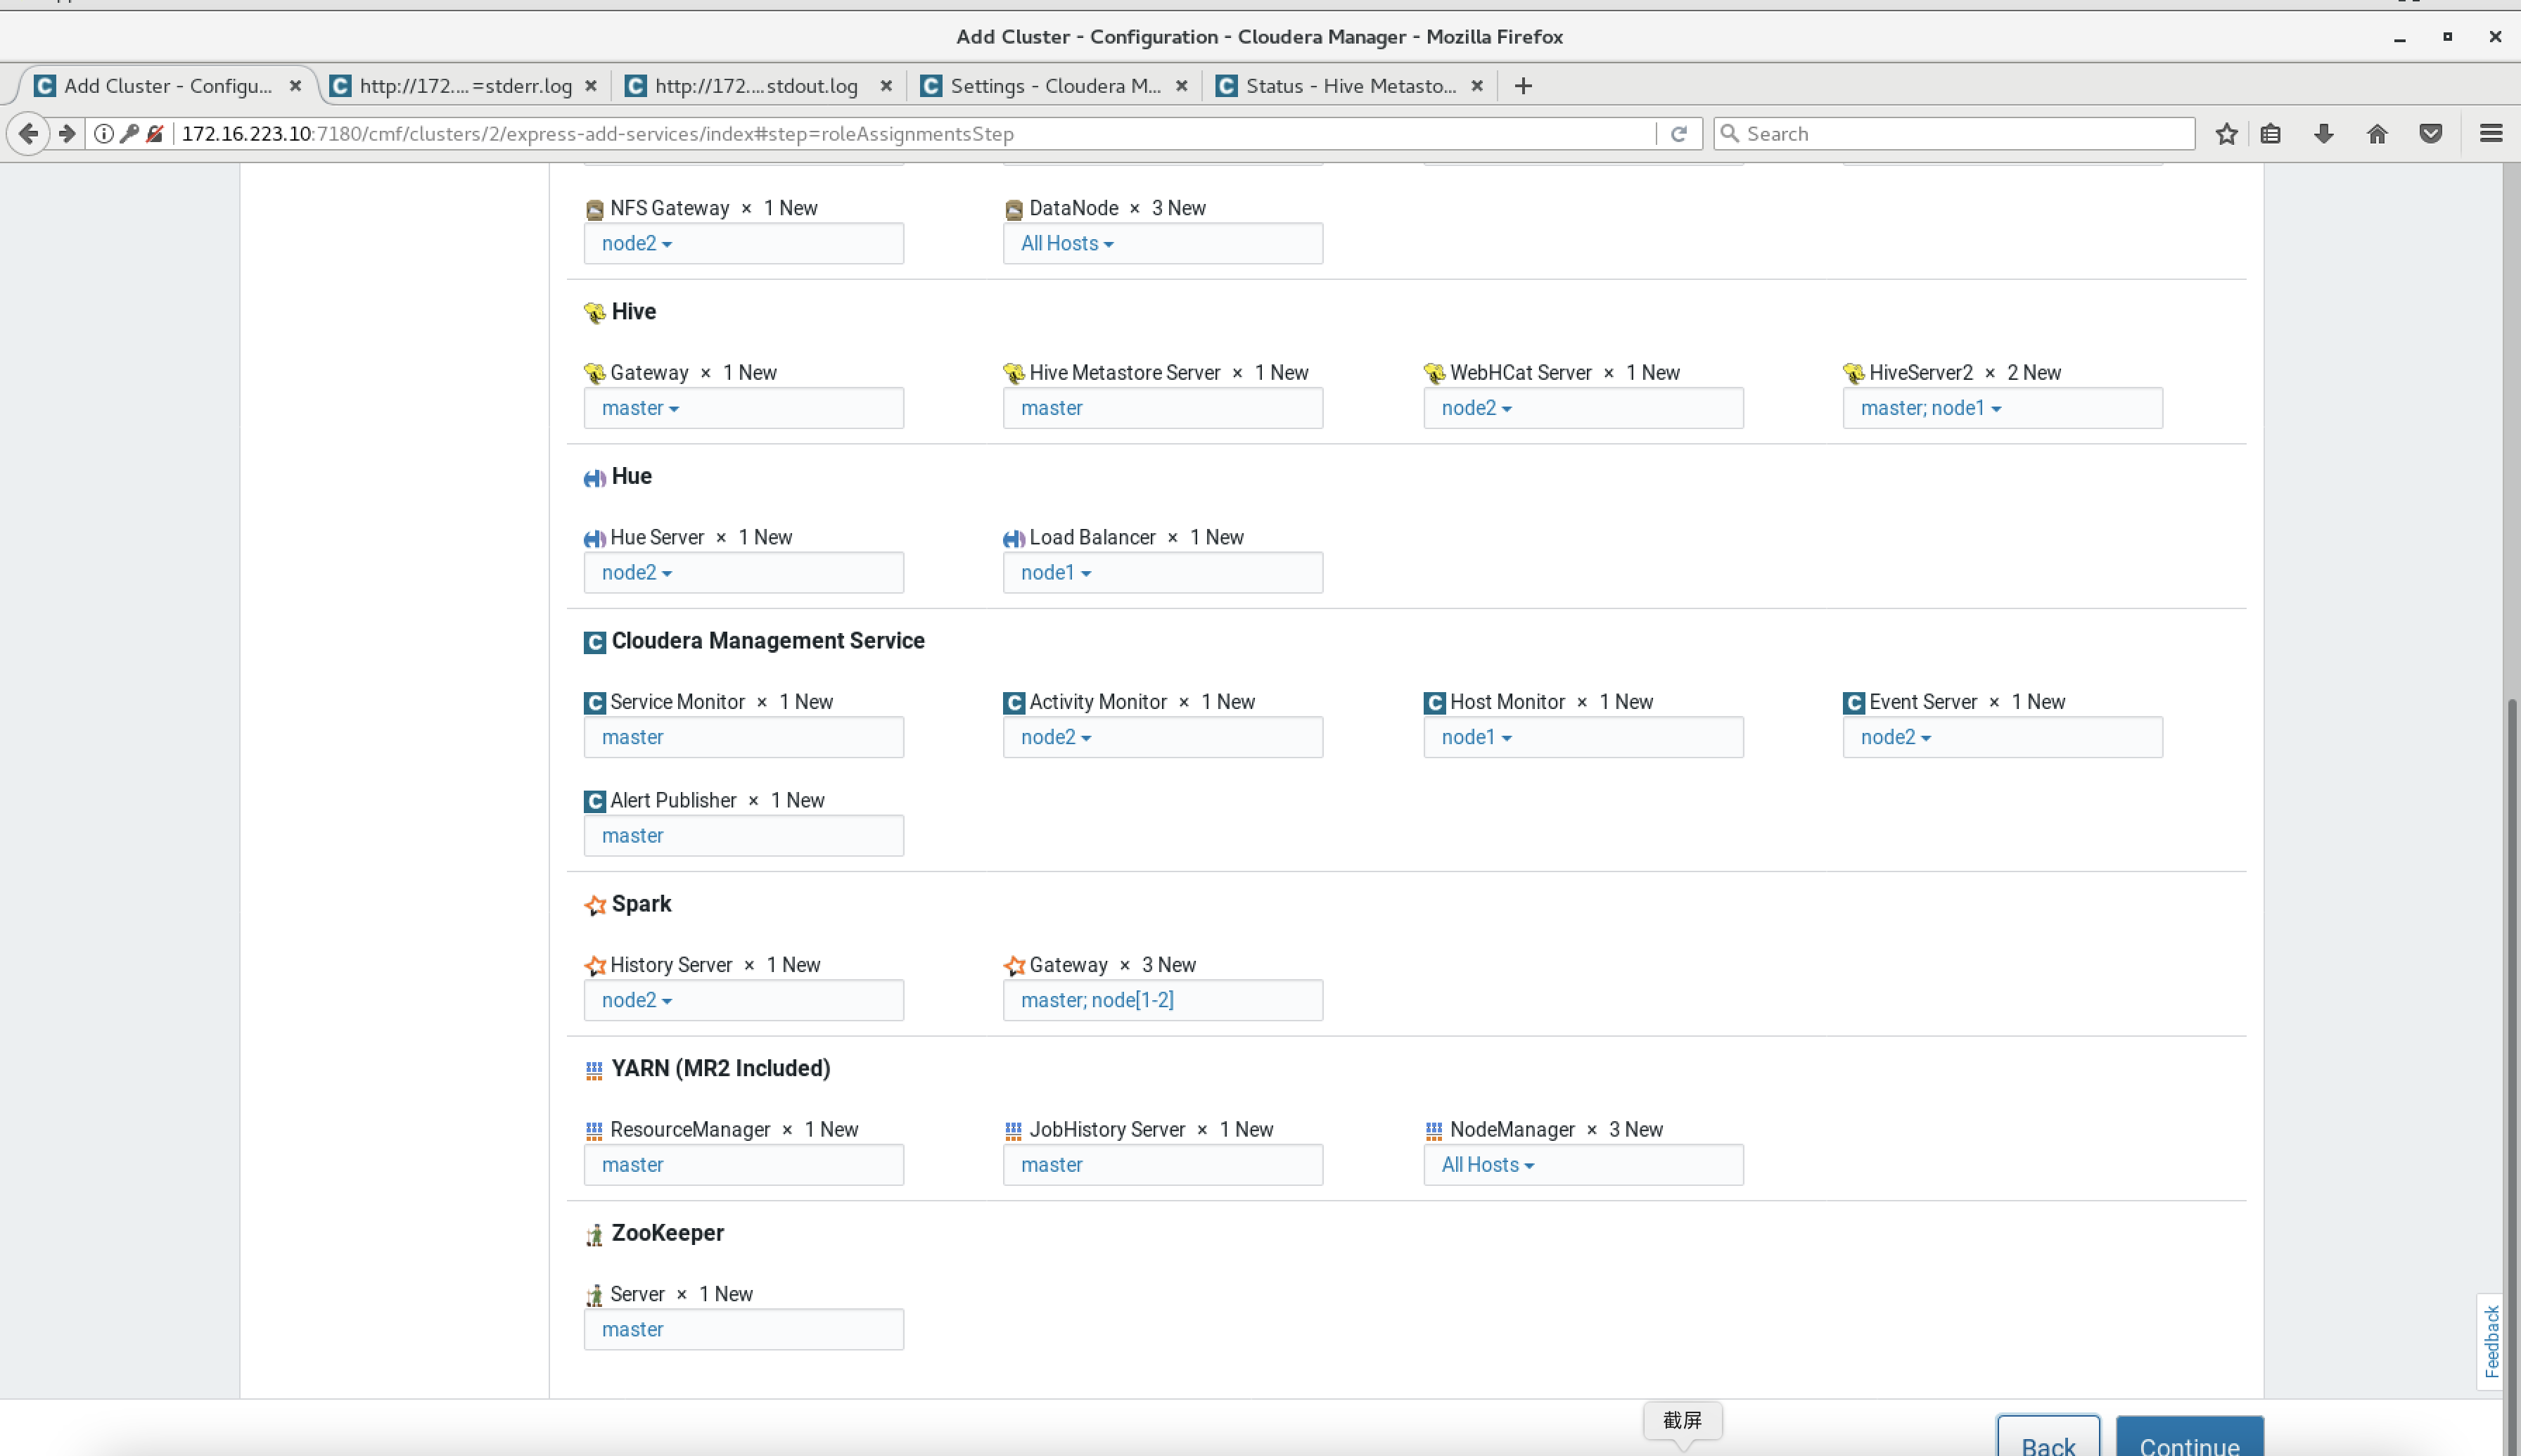 Add Cluster - Configuration - Cloudera Manager - Mozilla Firefox
Add Cluster - Configu... × http://172....=stderr.log × http://172....stdout.log × Settings - Cloudera M... × Status - Hive Metasto... × +
172.16.223.10:7180/cmf/clusters/2/express-add-services/index#step=roleAssignmentsStep Search
NFS Gateway × 1 New DataNode × 3 New
node2 All Hosts
Hive
Gateway × 1 New Hive Metastore Server × 1 New WebHCat Server × 1 New HiveServer2 × 2 New
master master node2 master; node1
Hue
Hue Server × 1 New Load Balancer × 1 New
node2 node1
Cloudera Management Service
Service Monitor × 1 New Activity Monitor × 1 New Host Monitor × 1 New Event Server × 1 New
master node2 node1 node2
Alert Publisher × 1 New
master
Spark
History Server × 1 New Gateway × 3 New
node2 master; node[1-2]
YARN (MR2 Included)
ResourceManager × 1 New JobHistory Server × 1 New NodeManager × 3 New
master master All Hosts
ZooKeeper
Server × 1 New
master
Feedback
截屏
Back Continue